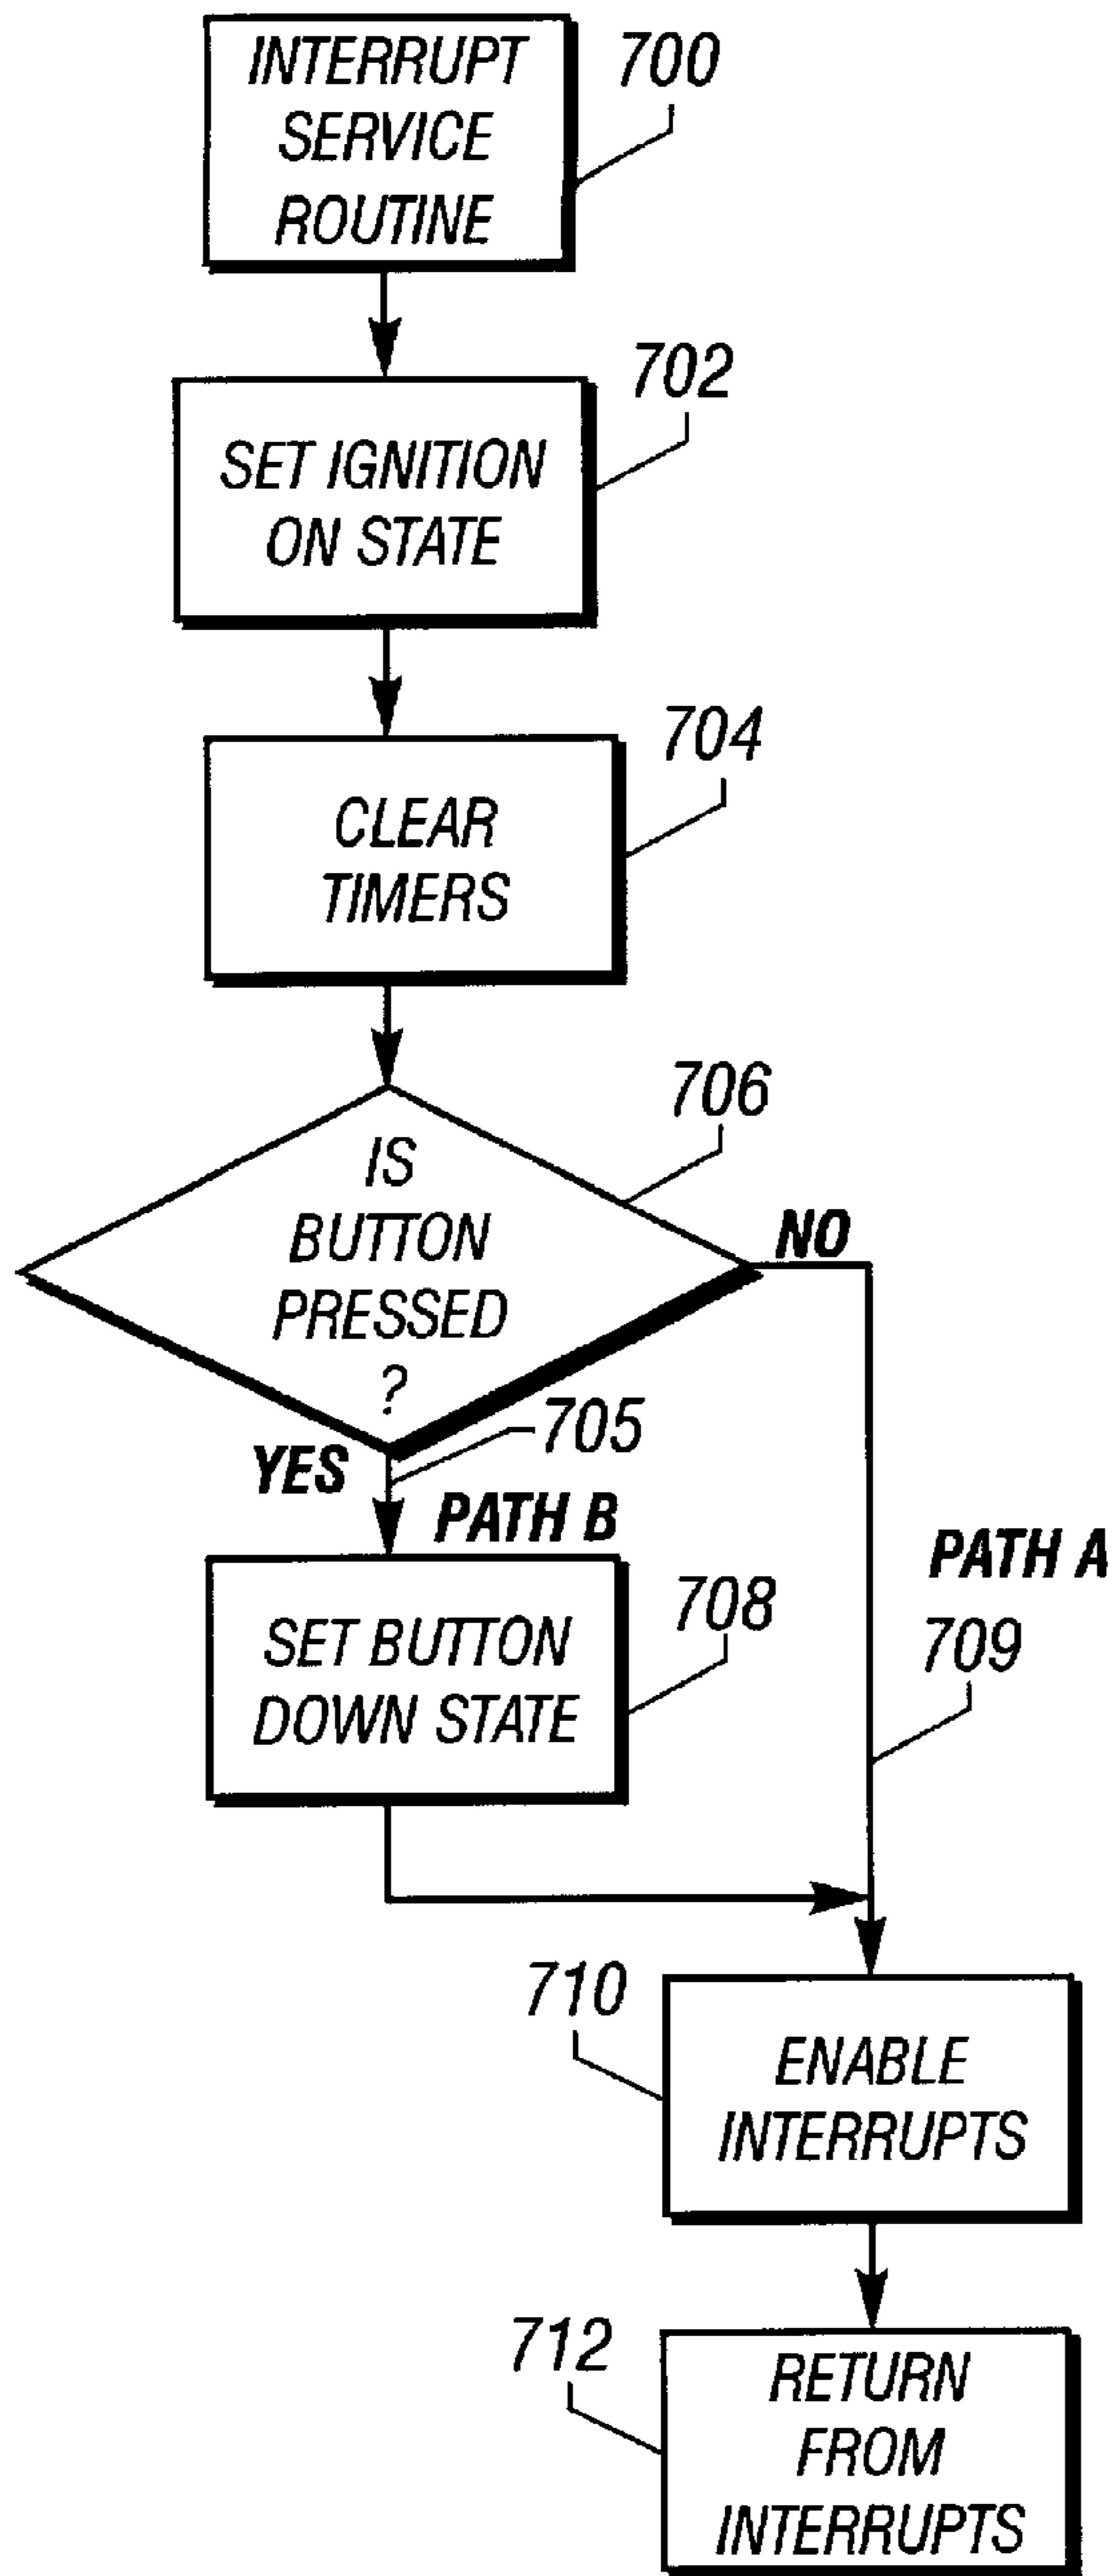 INTERRUPT
SERVICE
ROUTINE
700
SET IGNITION
ON STATE
702
CLEAR
TIMERS
704
IS
BUTTON
PRESSED
?
706
NO
YES
705
PATH B
PATH A
709
SET BUTTON
DOWN STATE
708
710
ENABLE
INTERRUPTS
712
RETURN
FROM
INTERRUPTS